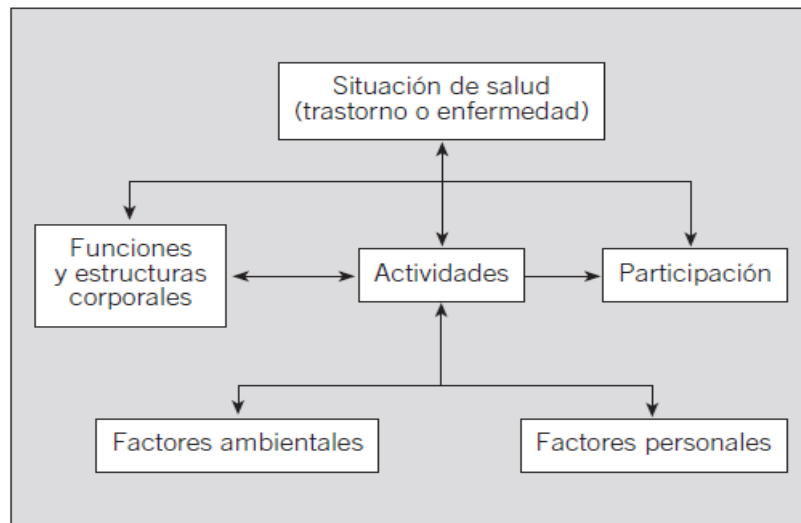 Situación de salud
(trastorno o enfermedad)
Funciones
y estructuras
corporales
Actividades
Participación
Factores ambientales
Factores personales